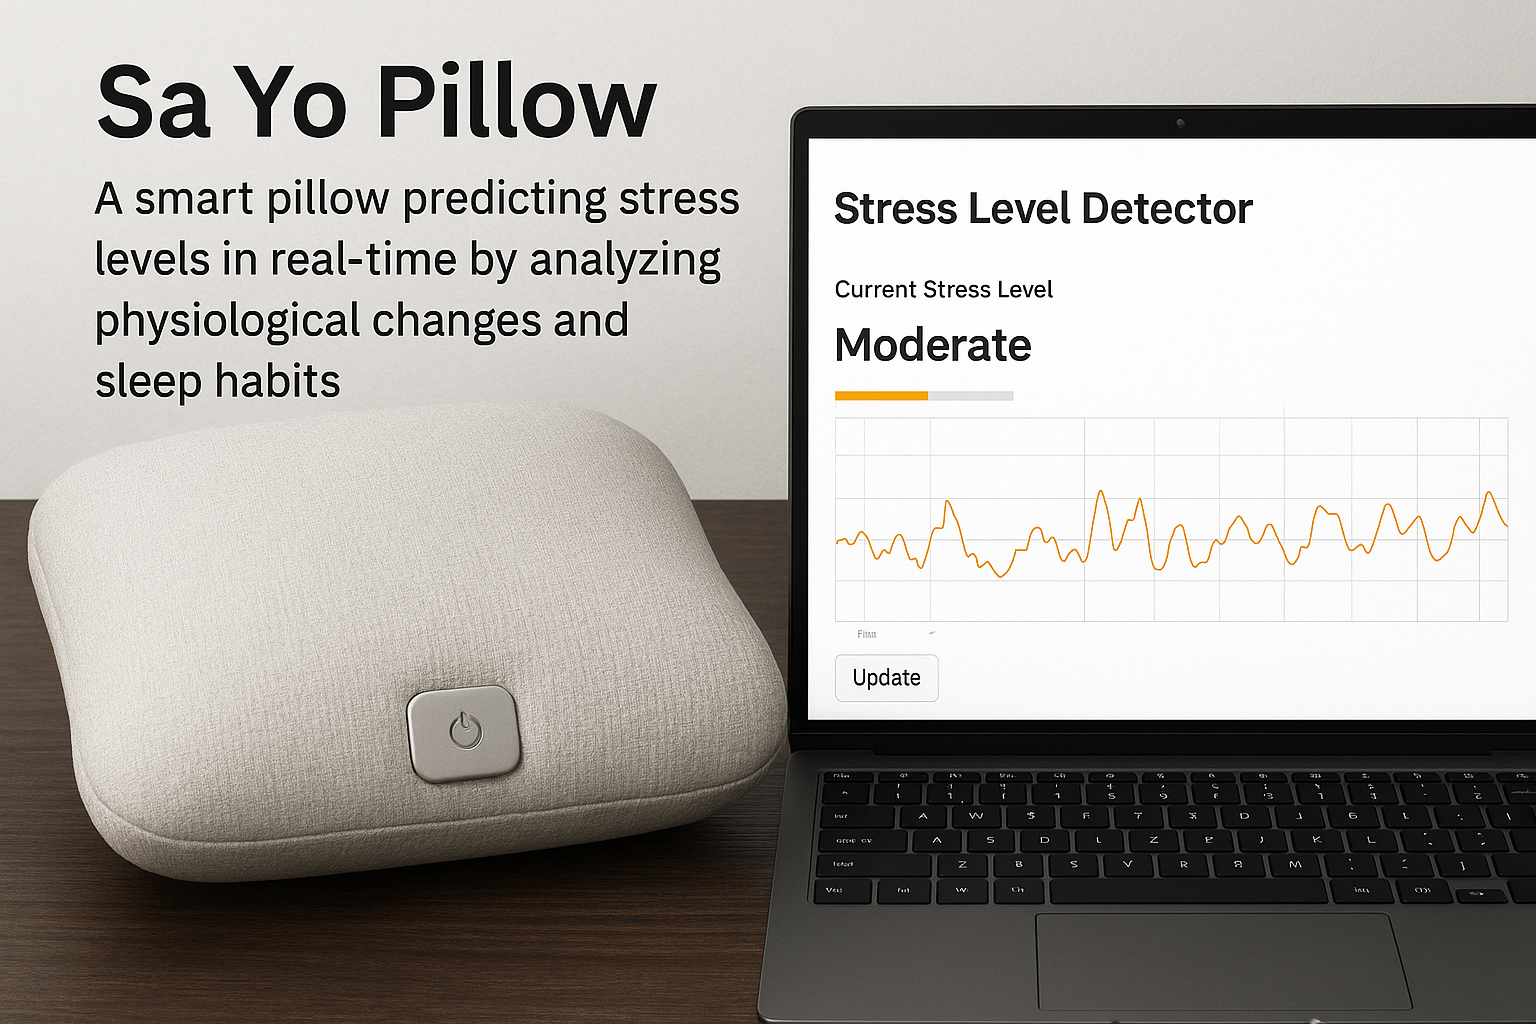 Sa Yo Pillow
A smart pillow predicting stress
levels in real-time by analyzing
physiological changes and
sleep habits
Stress Level Detector
Current Stress Level
Moderate
Update
A W
A S D L Z J K L
Z B S V R M